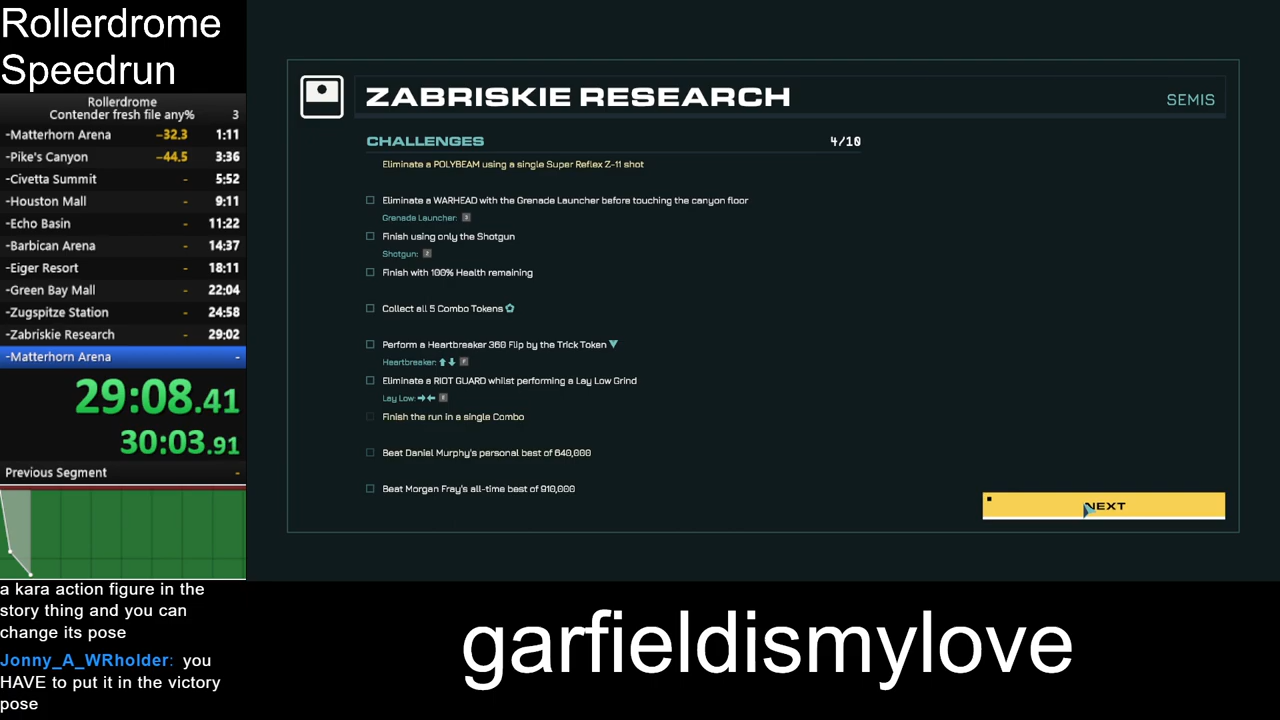 Rollerdrome
Speedrun
Rollerdrome
Contender fresh file any% 3
-Matterhorn Arena -32.3 1:11
-Pike's Canyon -44.5 3:36
-Civetta Summit - 5:52
-Houston Mall - 9:11
-Echo Basin - 11:22
-Barbican Arena - 14:37
-Eiger Resort - 18:11
-Green Bay Mall - 22:04
-Zugspitze Station - 24:58
-Zabriskie Research - 29:02
-Matterhorn Arena -
29:08.41
30:03.91
Previous Segment -
a kara action figure in the
story thing and you can
change its pose
Jonny_A_WRholder: you
HAVE to put it in the victory
pose
ZABRISKIE RESEARCH
SEMIS
CHALLENGES 4/10
Eliminate a POLYBEAM using a single Super Reflex Z-11 shot
Eliminate a WARHEAD with the Grenade Launcher before touching the canyon floor
Grenade Launcher: 3
Finish using only the Shotgun
Shotgun: 2
Finish with 100% Health remaining
Collect all 5 Combo Tokens
Perform a Heartbreaker 360 Flip by the Trick Token
Heartbreaker:
Eliminate a RIOT GUARD whilst performing a Lay Low Grind
Lay Low:
Finish the run in a single Combo
Beat Daniel Murphy's personal best of 640,000
Beat Morgan Fray's all-time best of 910,000
NEXT
garfieldismylove